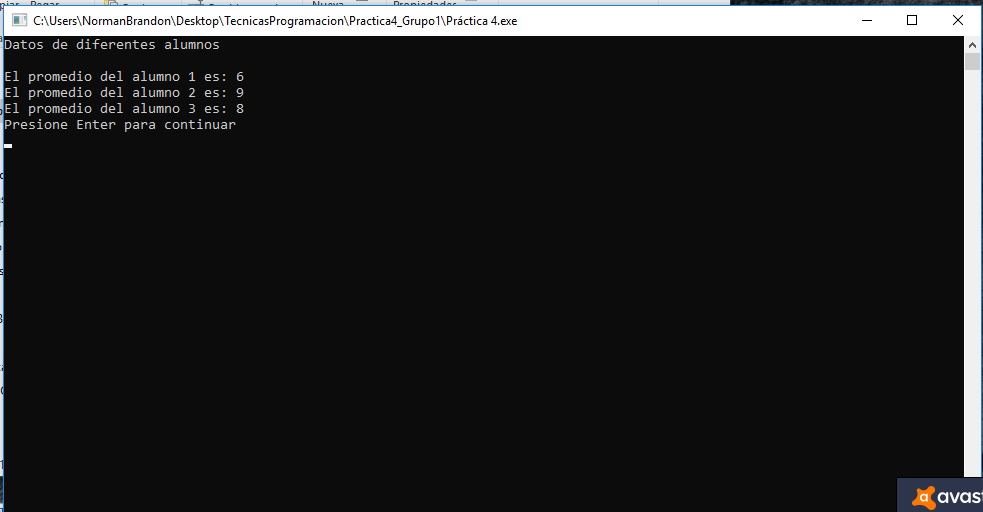 Pegar
Propiedades
C:\Users\NormanBrandon\Desktop\TecnicasProgramacion\Practica4_Grupo1\Práctica 4.exe
Datos de diferentes alumnos
El promedio del alumno 1 es: 6
El promedio del alumno 2 es: 9
El promedio del alumno 3 es: 8
Presione Enter para continuar
avast